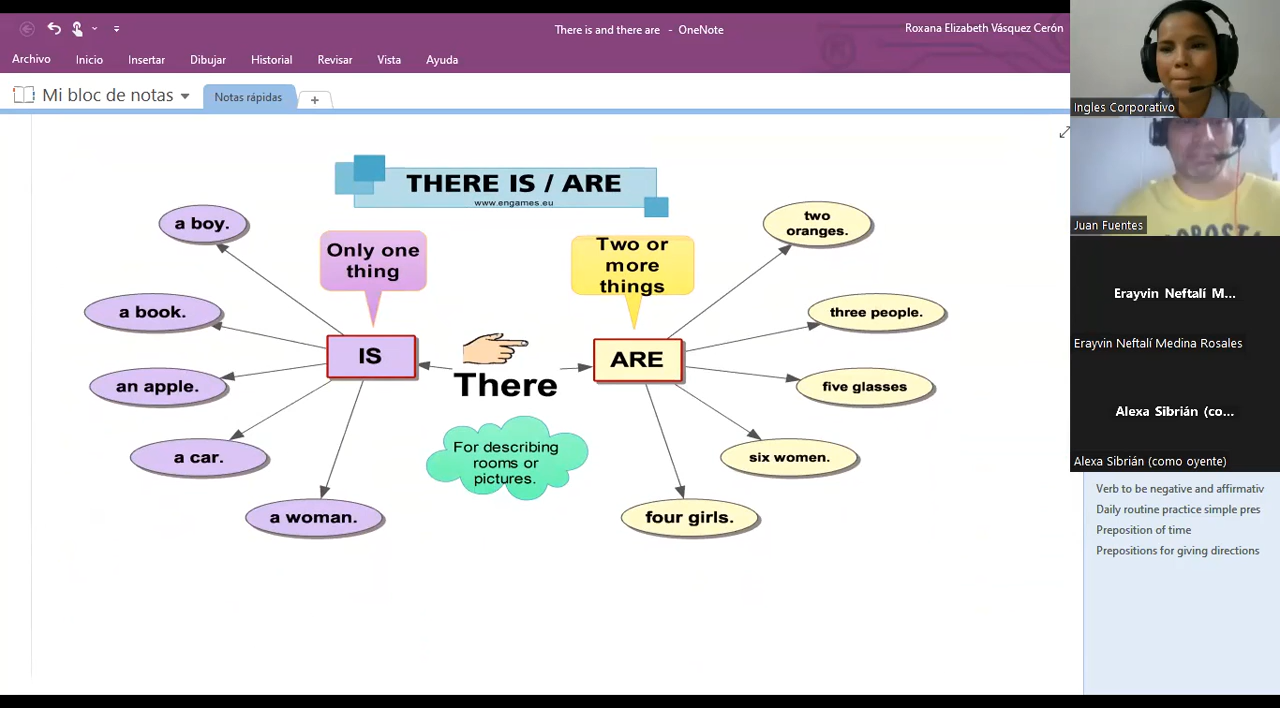 There is and there are - OneNote
Roxana Elizabeth Vásquez Cerón
Archivo
Inicio
Insertar
Dibujar
Historial
Revisar
Vista
Ayuda
Mi bloc de notas
Notas rápidas
THERE IS / ARE
www.engames.eu
Only one
thing
Two or
more
things
a boy.
a book.
an apple.
a car.
a woman.
IS
There
ARE
For describing
rooms or
pictures.
two
oranges.
three people.
five glasses
six women.
four girls.
Ingles Corporativo
Juan Fuentes
Erayvin Neftalí M...
Erayvin Neftalí Medina Rosales
Alexa Sibrián (co...
Alexa Sibrián (como oyente)
Verb to be negative and affirmativ
Daily routine practice simple pres
Preposition of time
Prepositions for giving directions